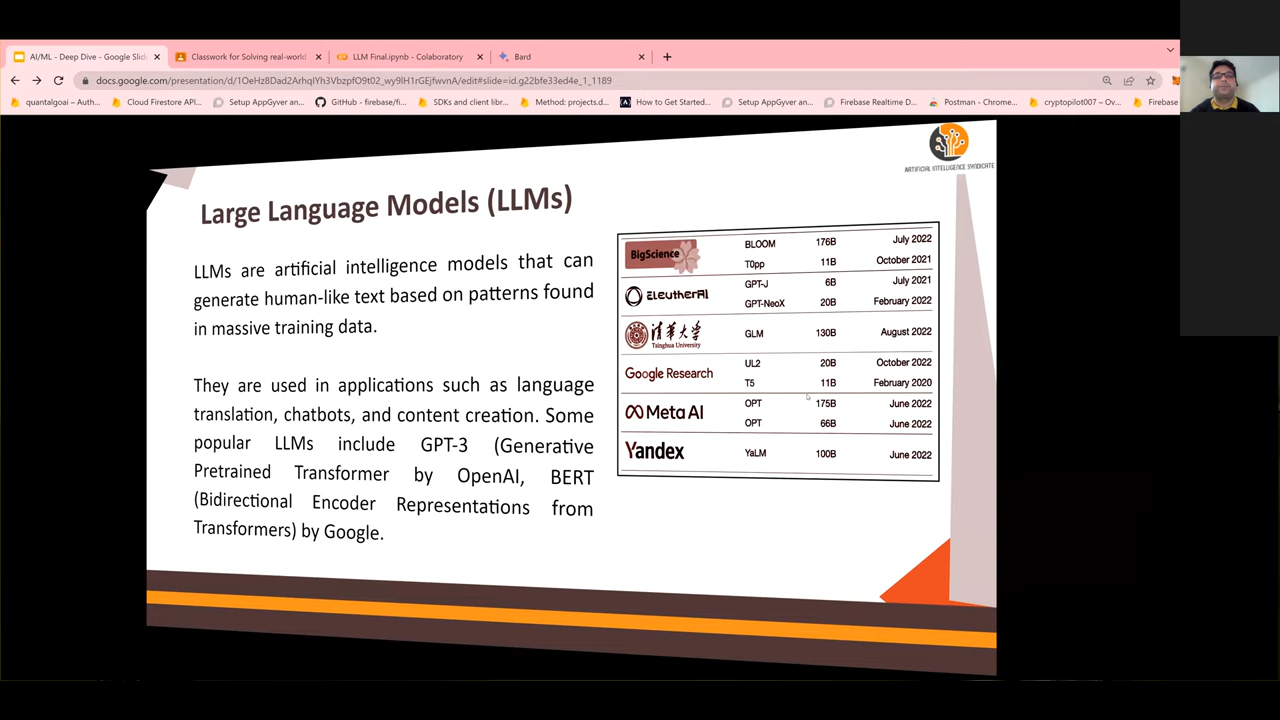 AI/ML - Deep Dive - Google Slid
Classwork for Solving real-world
LLM Final.ipynb - Colaboratory
Bard
docs.google.com/presentation/d/1OeHz8Dad2ArhqIYh3VbzpfO9t02_wy9lH1rGEjfwvnA/edit#slide=id.g22bfe33ed4e_1_1189
quantalgoai – Auth...
Cloud Firestore API...
Setup AppGyver an...
GitHub - firebase/fi...
SDKs and client libr...
Method: projects.d...
How to Get Started...
Setup AppGyver an...
Firebase Realtime D...
Postman - Chrome...
cryptopilot007 – Ov...
Firebase
ARTIFICIAL INTELLIGENCE SYNDICATE
Large Language Models (LLMs)
LLMs are artificial intelligence models that can
generate human-like text based on patterns found
in massive training data.
They are used in applications such as language
translation, chatbots, and content creation. Some
popular LLMs include GPT-3 (Generative
Pretrained Transformer by OpenAI, BERT
(Bidirectional Encoder Representations from
Transformers) by Google.
BigScience
BLOOM 176B July 2022
T0pp 11B October 2021
EleutherAI
GPT-J 6B July 2021
GPT-NeoX 20B February 2022
清华大学
Tsinghua University
GLM 130B August 2022
Google Research
UL2 20B October 2022
T5 11B February 2020
Meta AI
OPT 175B June 2022
OPT 66B June 2022
Yandex
YaLM 100B June 2022